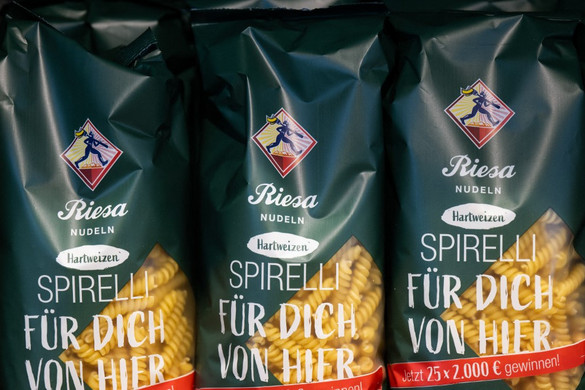 Riesa
NUDELN
Hartweizen
SPIRELLI
FÜR DICH
VON HIER
Riesa
NUDELN
Hartweizen
SPIRELLI
FÜR DICH
VON HIER
Riesa
NUDELN
Hartweizen
SPIRELLI
FÜR DICH
VON HIER
Jetzt 25 x 2.000 € gewinnen!